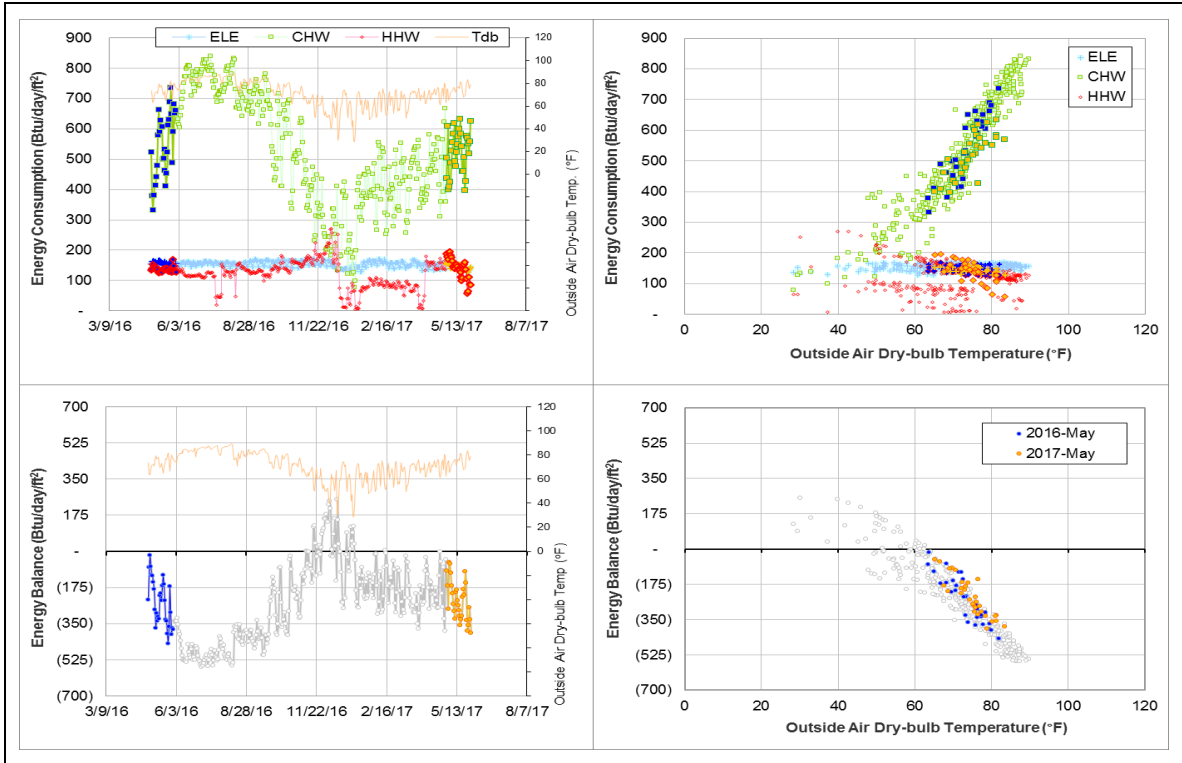 ELE CHW HHW Tdb
Energy Consumption (Btu/day/ft²)
900
800
700
600
500
400
300
200
100
-
120
100
80
60
40
20
0
Outside Air Dry-bulb Temp. (°F)
3/9/16 6/3/16 8/28/16 11/22/16 2/16/17 5/13/17 8/7/17
Energy Consumption (Btu/day/ft²)
900
800
700
600
500
400
300
200
100
-
ELE
CHW
HHW
0 20 40 60 80 100 120
Outside Air Dry-bulb Temperature (°F)
Energy Balance (Btu/day/ft²)
700
525
350
175
-
(175)
(350)
(525)
(700)
120
100
80
60
40
20
0
Outside Air Dry-bulb Temp (°F)
3/9/16 6/3/16 8/28/16 11/22/16 2/16/17 5/13/17 8/7/17
Energy Balance (Btu/day/ft²)
700
525
350
175
-
(175)
(350)
(525)
(700)
2016-May
2017-May
0 20 40 60 80 100 120
Outside Air Dry-bulb Temperature (°F)